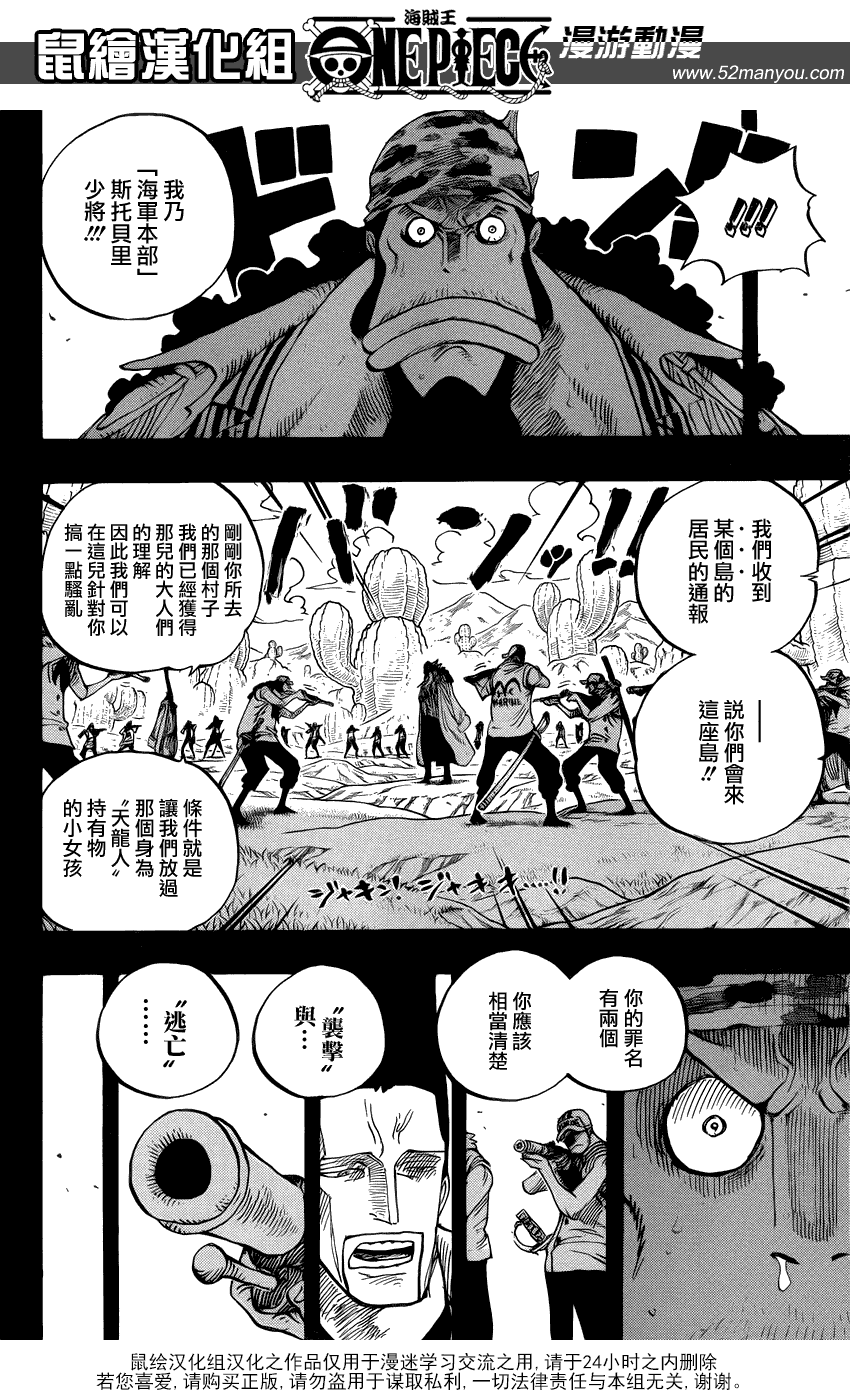 鼠繪漢化組
海賊王
ONE PIECE
漫游動漫
www.52manyou.com
!!!!
ドン
我乃
「海軍本部」
斯托貝里
少將!!!
我們收到
某個島的
居民的通報
——
說你們會來
這座島!!
剛剛你所去
的那個村子
我們已經獲得
那兒的大人們
的理解
因此我們可以
在這兒針對你
搞一點騷亂
條件就是
讓我們放過
那個身為
〝天龍人〞
持有物
的小女孩
MARINE
ジャキン!ジャキキキ……!!
你的罪名
有兩個
你應該
相當清楚
〝襲擊〞
與…
〝逃亡〞
……
鼠绘汉化组汉化之作品仅用于漫迷学习交流之用, 请于24小时之内删除
若您喜爱, 请购买正版, 请勿盗用于谋取私利, 一切法律责任与本组无关, 谢谢。